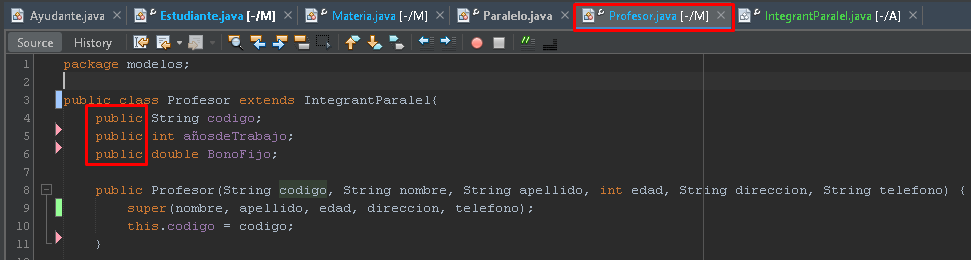 Ayudante.java Estudiante.java [-/M] Materia.java [-/M] Paralelo.java Profesor.java [-/M] IntegrantParalel.java [-/A]
Source History
1 package modelos;
2
3 public class Profesor extends IntegrantParalel{
4 public String codigo;
5 public int añosdeTrabajo;
6 public double BonoFijo;
7
8 public Profesor(String codigo, String nombre, String apellido, int edad, String direccion, String telefono) {
9 super(nombre, apellido, edad, direccion, telefono);
10 this.codigo = codigo;
11 }